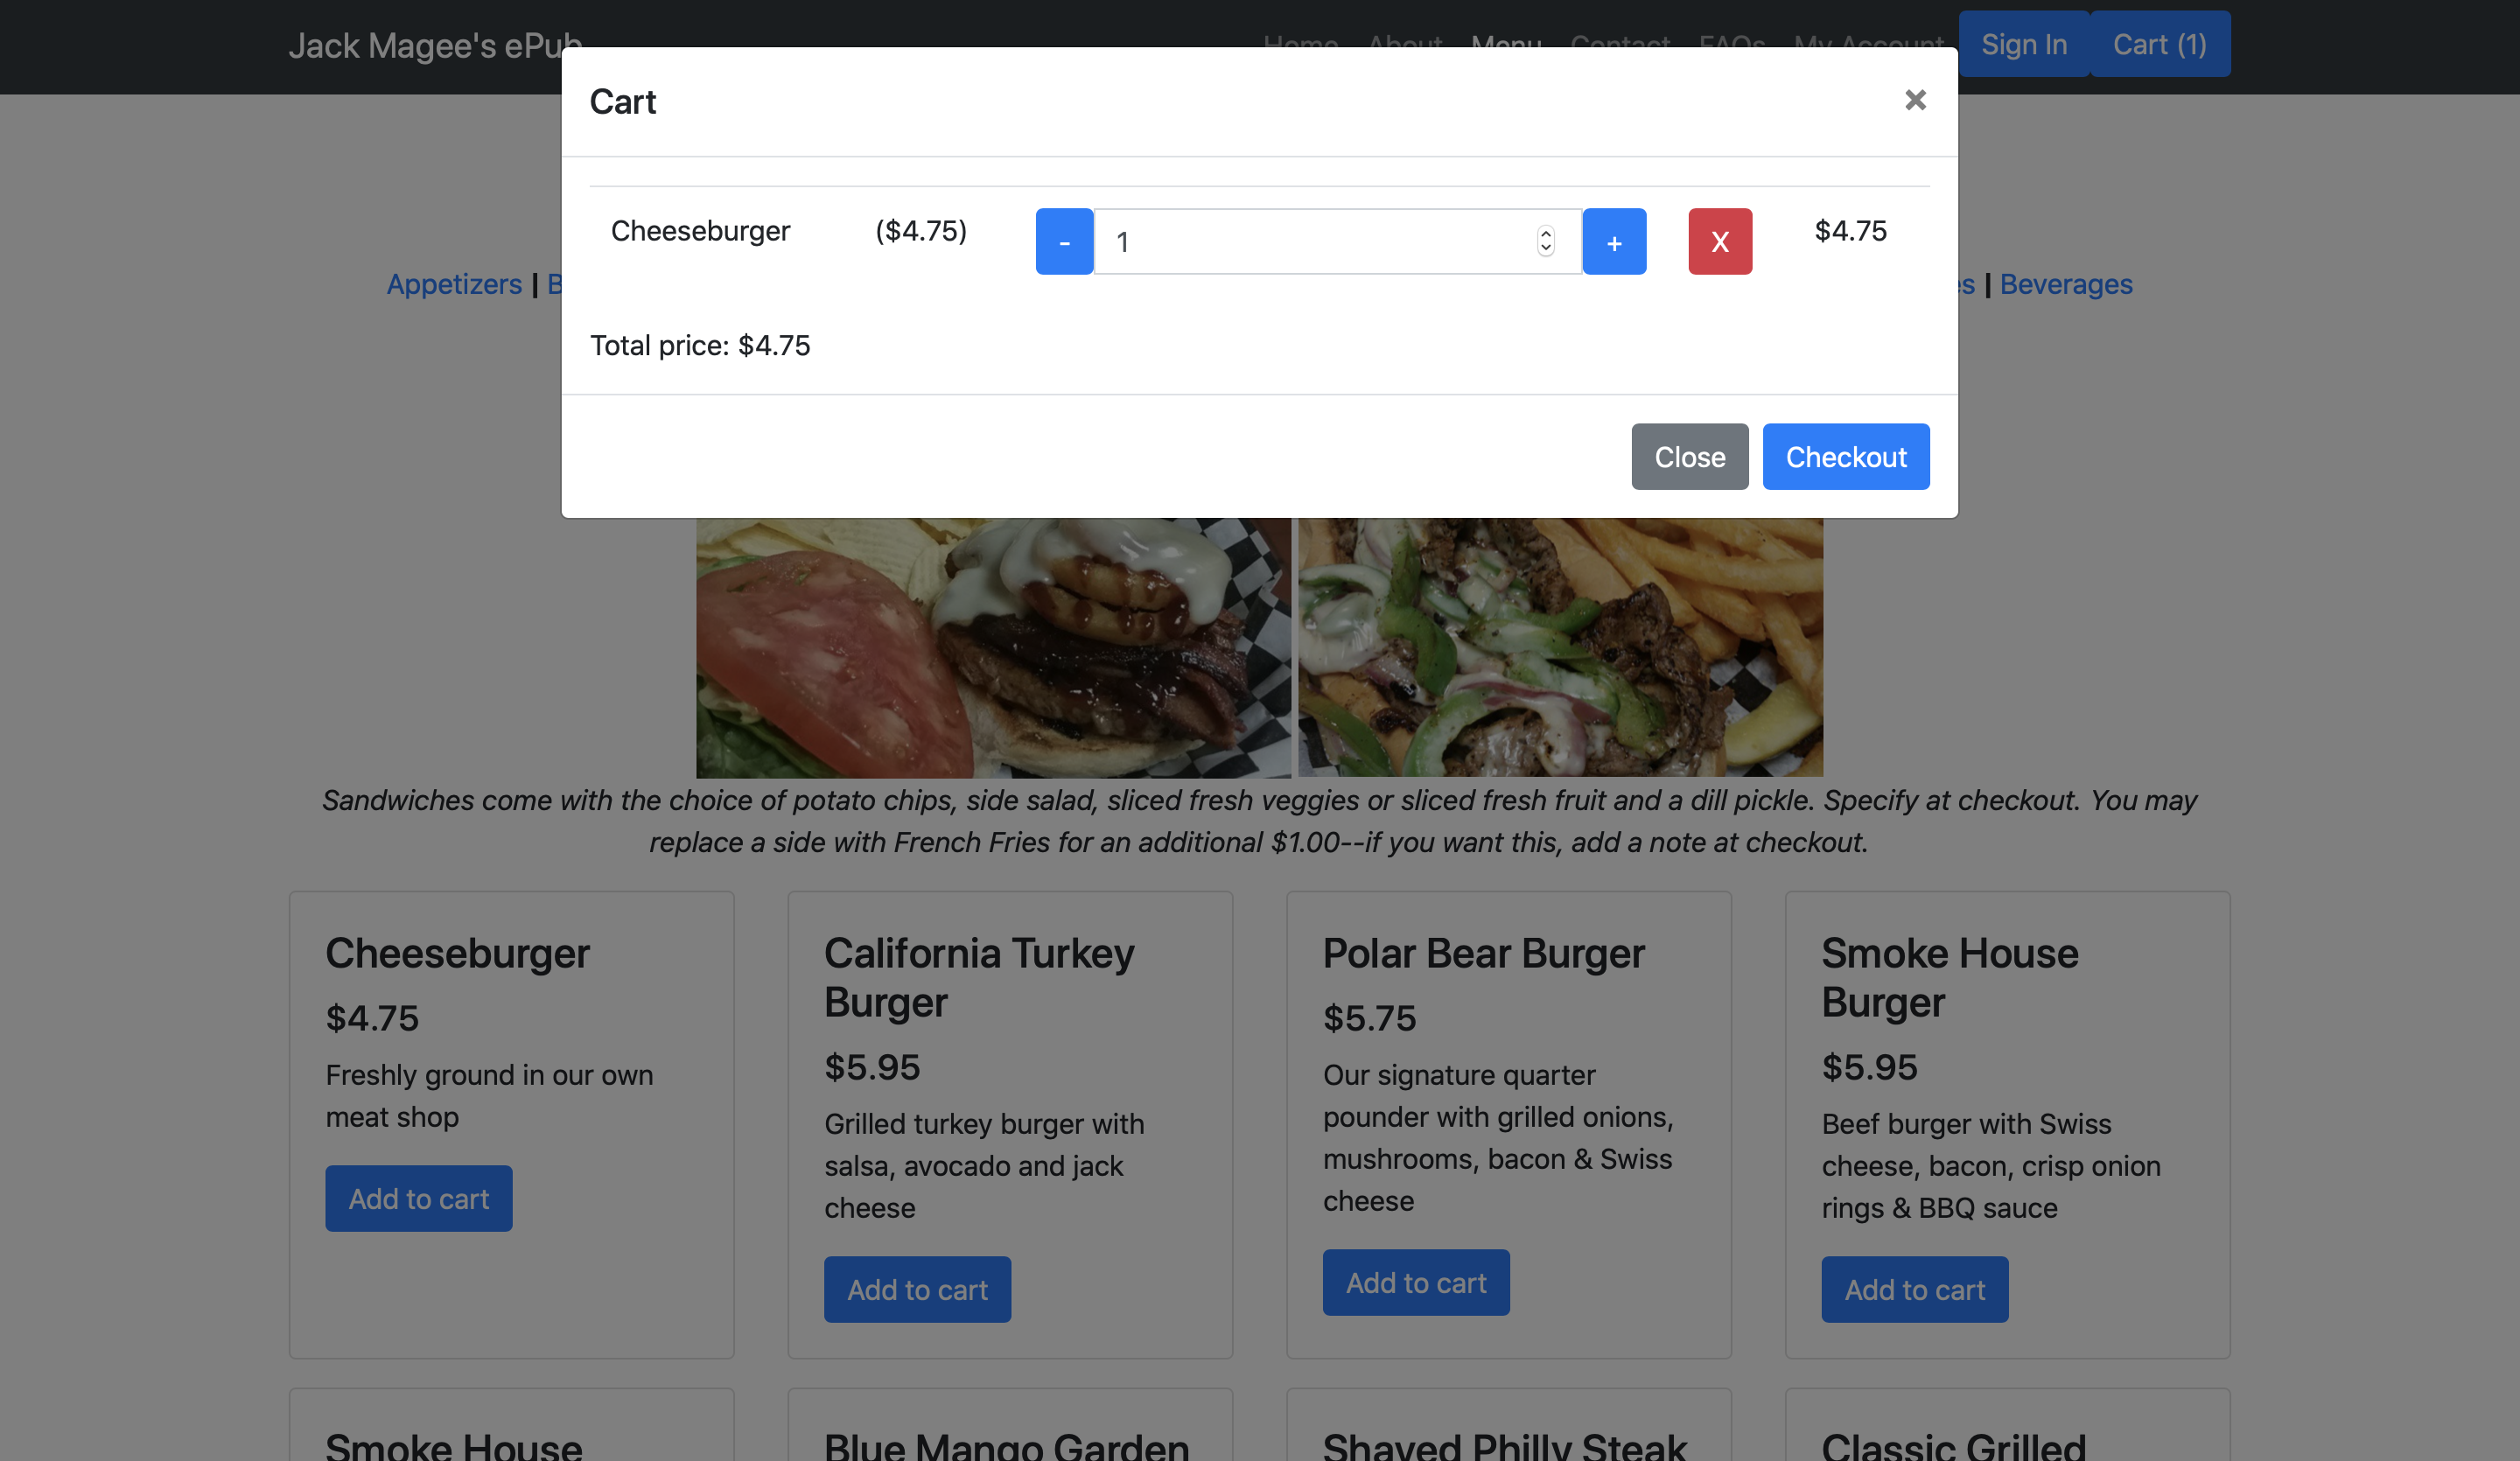 Jack Magee's ePub
Home About Menu Contact FAQs My Account Sign In Cart (1)
Cart ×
Cheeseburger ($4.75) - 1 + X $4.75
Total price: $4.75
Close Checkout
Appetizers | B
es | Beverages
Sandwiches come with the choice of potato chips, side salad, sliced fresh veggies or sliced fresh fruit and a dill pickle. Specify at checkout. You may
replace a side with French Fries for an additional $1.00--if you want this, add a note at checkout.
Cheeseburger
$4.75
Freshly ground in our own
meat shop
Add to cart
California Turkey
Burger
$5.95
Grilled turkey burger with
salsa, avocado and jack
cheese
Add to cart
Polar Bear Burger
$5.75
Our signature quarter
pounder with grilled onions,
mushrooms, bacon & Swiss
cheese
Add to cart
Smoke House
Burger
$5.95
Beef burger with Swiss
cheese, bacon, crisp onion
rings & BBQ sauce
Add to cart
Smoke House
Blue Mango Garden
Shaved Philly Steak
Classic Grilled